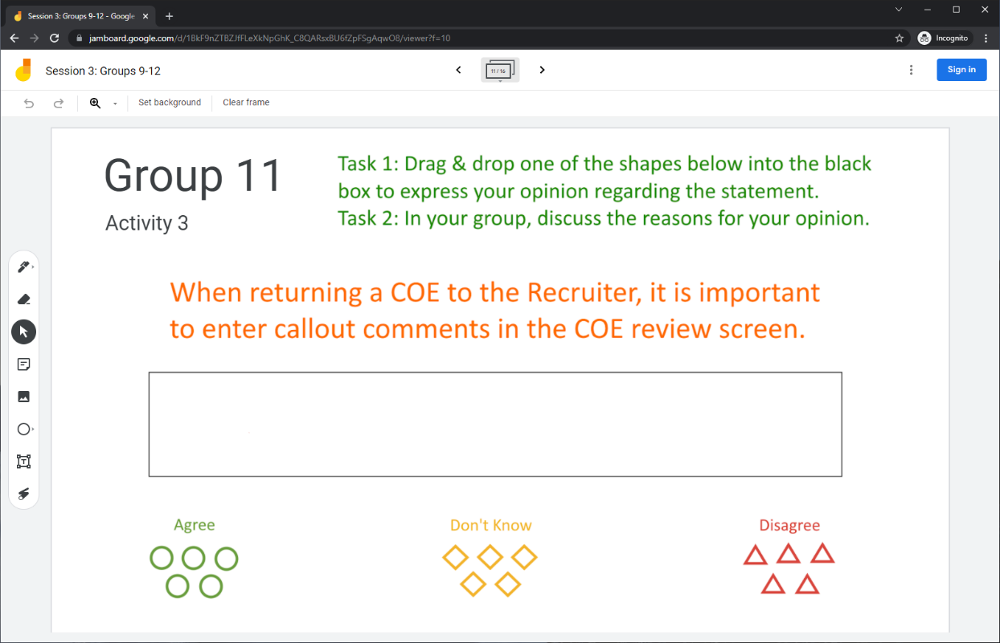 Session 3: Groups 9-12 - Google
jamboard.google.com/d/18kF9nZTBZJfFLeXkNpGhK_C8QARsxBU6fZpFSgAqwO8/viewer?f=10
Incognito
Session 3: Groups 9-12
11 / 16
Sign in
Set background
Clear frame
Group 11
Activity 3
Task 1: Drag & drop one of the shapes below into the black
box to express your opinion regarding the statement.
Task 2: In your group, discuss the reasons for your opinion.
When returning a COE to the Recruiter, it is important
to enter callout comments in the COE review screen.
T
Agree
Don't Know
Disagree